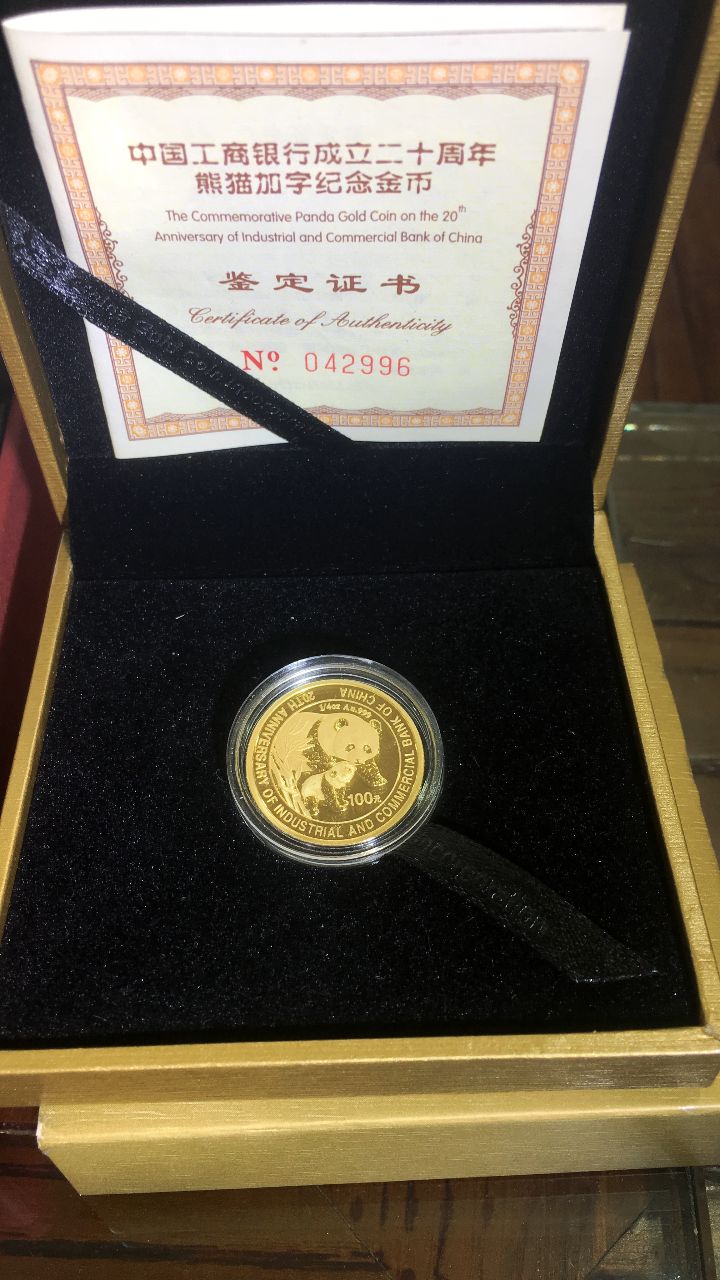 中国工商银行成立二十周年
熊猫加字纪念金币
The Commemorative Panda Gold Coin on the 20th
Anniversary of Industrial and Commercial Bank of China
鉴定证书
Certificate of Authenticity
Nº 042996
Gold Coin Incorporation
20TH ANNIVERSARY OF INDUSTRIAL AND COMMERCIAL BANK OF CHINA
1/4oz Au.999
100元